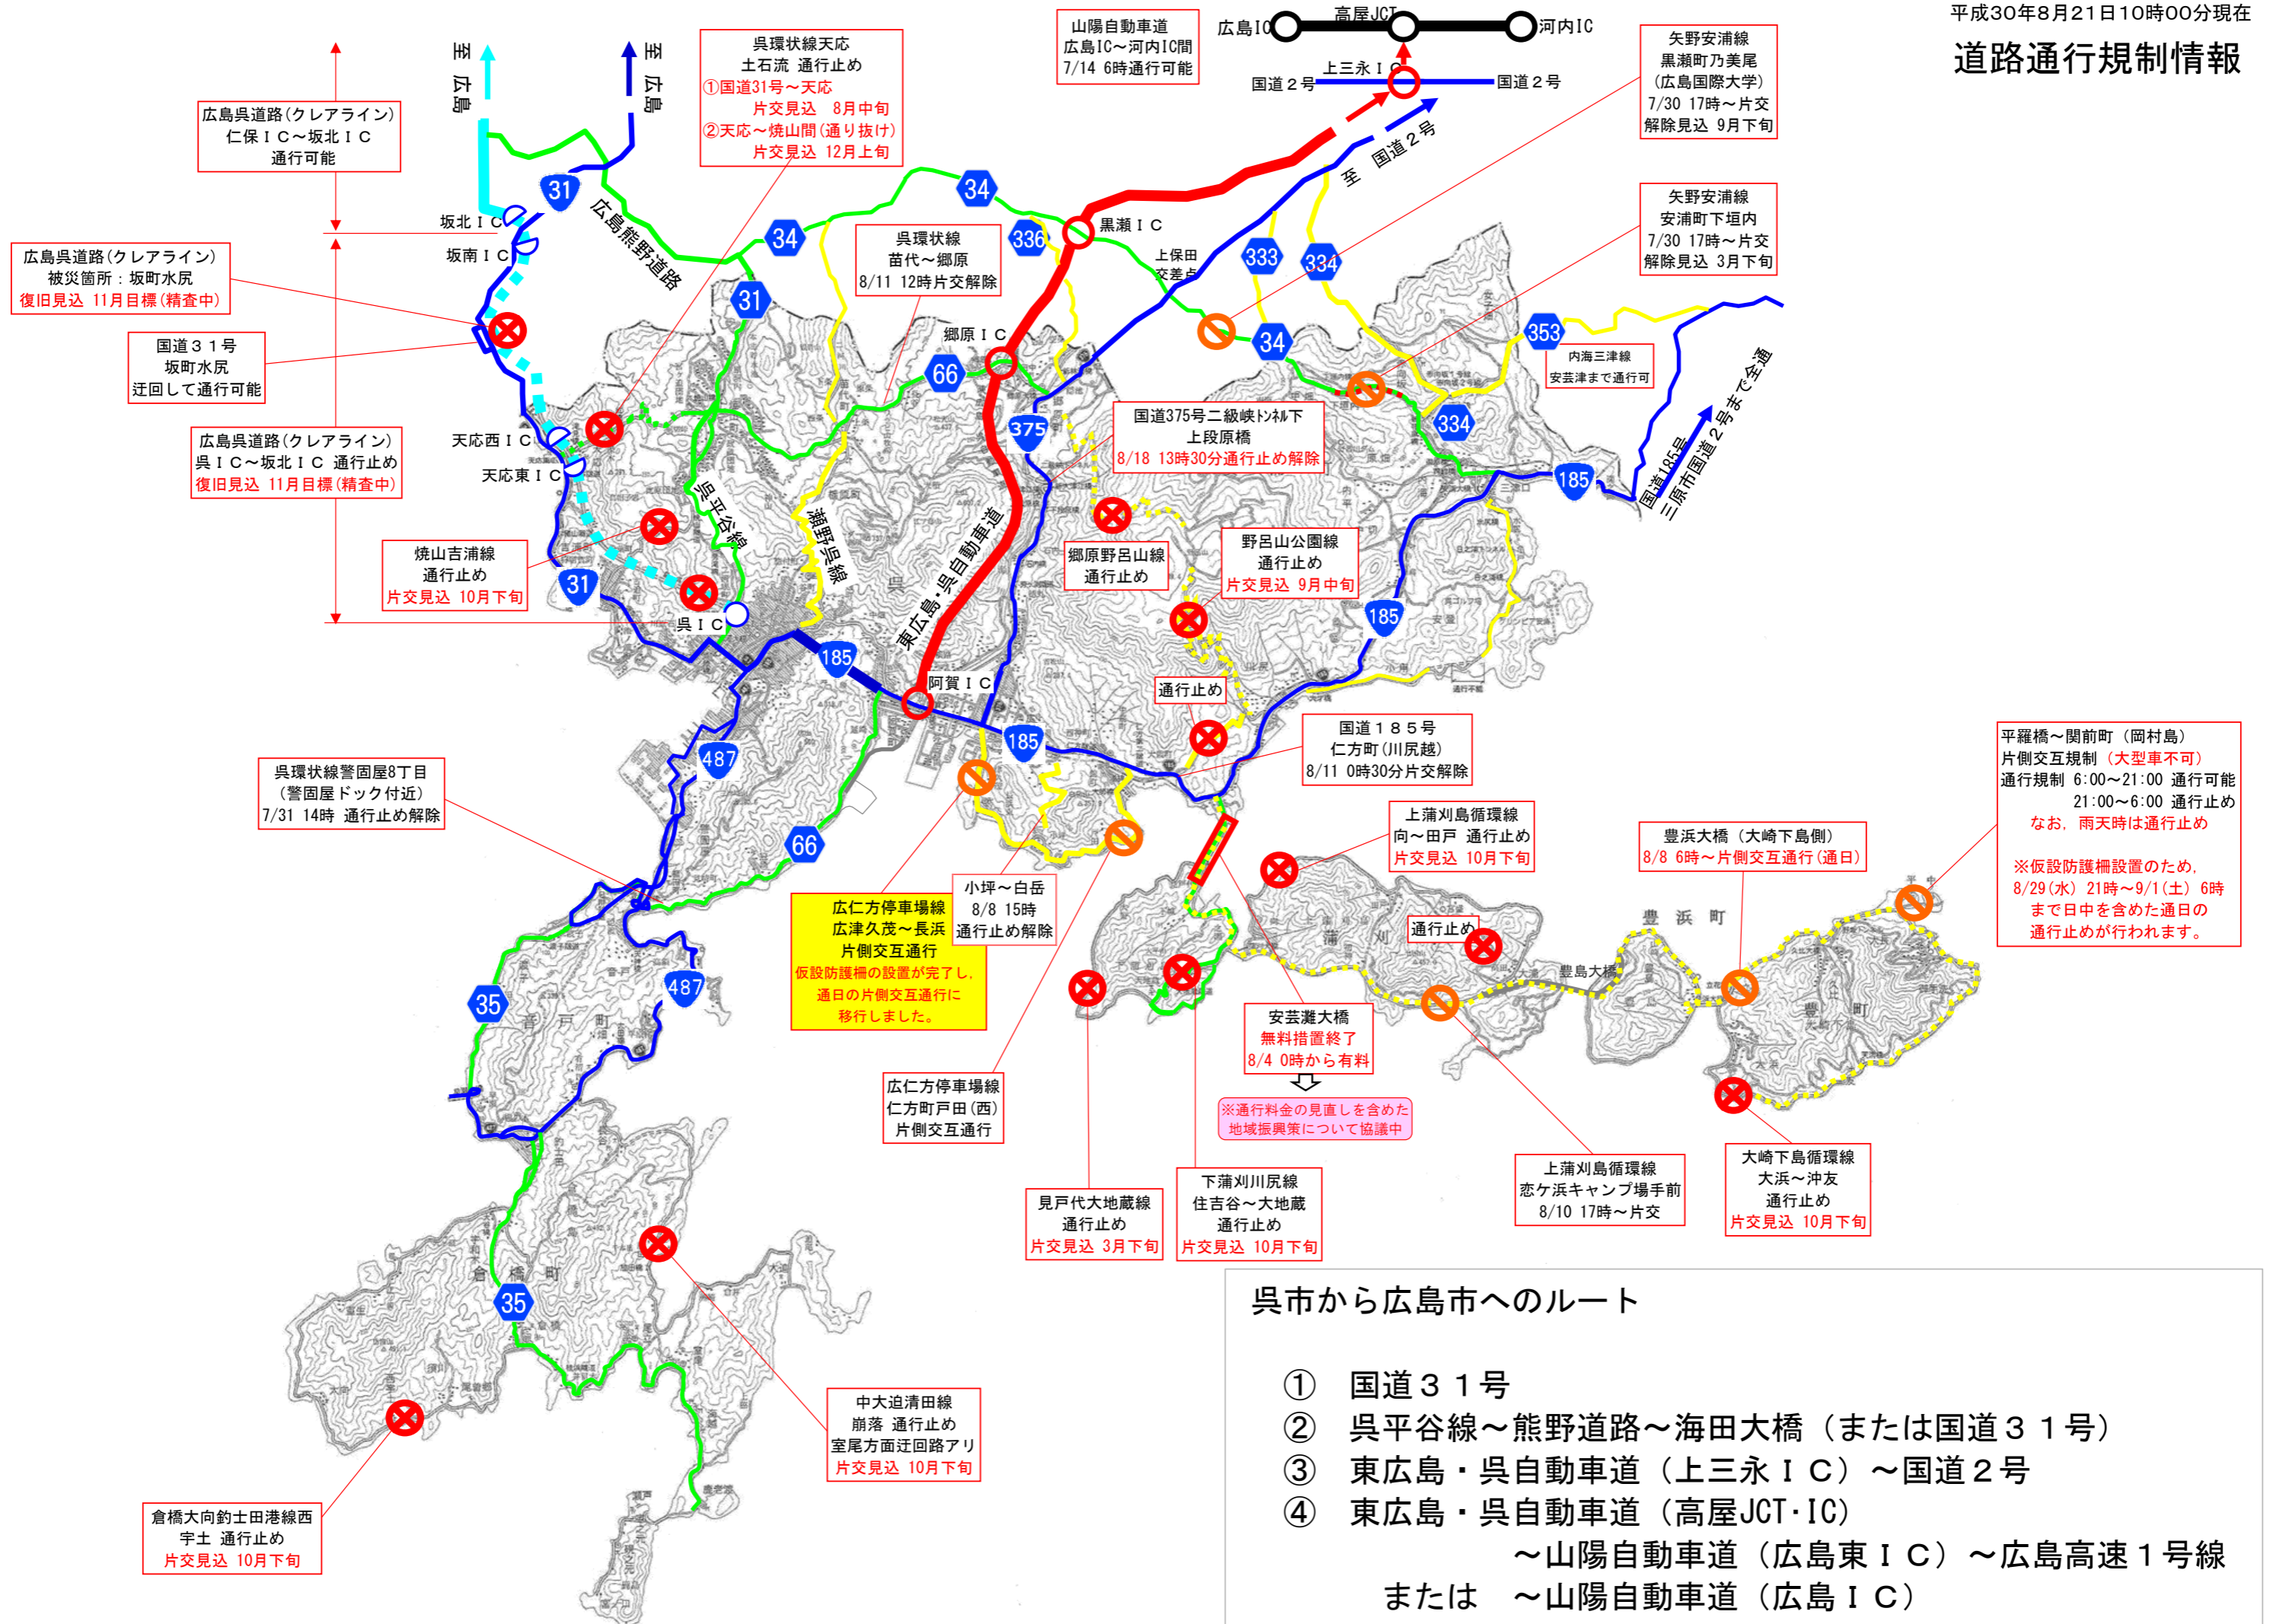 平成30年8月21日10時00分現在
道路通行規制情報
山陽自動車道
広島IC～河内IC間
7/14 6時通行可能
広島IC
高屋JCT
河内IC
上三永ＩＣ
国道２号
国道２号
至 国道２号
至 広島
至 広島
呉環状線天応
土石流 通行止め
①国道31号～天応
片交見込 8月中旬
②天応～焼山間(通り抜け)
片交見込 12月上旬
矢野安浦線
黒瀬町乃美尾
(広島国際大学)
7/30 17時～片交
解除見込 9月下旬
広島呉道路(クレアライン)
仁保ＩＣ～坂北ＩＣ
通行可能
31
広島熊野道路
34
34
336
黒瀬ＩＣ
上保田
交差点
333
334
矢野安浦線
安浦町下垣内
7/30 17時～片交
解除見込 3月下旬
坂北ＩＣ
坂南ＩＣ
広島呉道路(クレアライン)
被災箇所：坂町水尻
復旧見込 11月目標(精査中)
31
呉環状線
苗代～郷原
8/11 12時片交解除
国道３１号
坂町水尻
迂回して通行可能
郷原ＩＣ
66
34
353
内海三津線
安芸津まで通行可
国道185号
三原市国道２号まで全通
広島呉道路(クレアライン)
呉ＩＣ～坂北ＩＣ 通行止め
復旧見込 11月目標(精査中)
天応西ＩＣ
天応東ＩＣ
375
国道375号二級峡トンネル下
上段原橋
8/18 13時30分通行止め解除
334
185
呉平谷線
瀬野呉線
東広島・呉自動車道
焼山吉浦線
通行止め
片交見込 10月下旬
31
呉ＩＣ
呉
郷原野呂山線
通行止め
野呂山公園線
通行止め
片交見込 9月中旬
185
185
阿賀ＩＣ
通行止め
通行不能
185
国道１８５号
仁方町(川尻越)
8/11 0時30分片交解除
487
呉環状線警固屋8丁目
(警固屋ドック付近)
7/31 14時 通行止め解除
66
平羅橋～関前町（岡村島）
片側交互規制（大型車不可）
通行規制 6:00～21:00 通行可能
21:00～6:00 通行止め
なお，雨天時は通行止め
※仮設防護柵設置のため，
8/29(水) 21時～9/1(土) 6時
まで日中を含めた通日の
通行止めが行われます。
上蒲刈島循環線
向～田戸 通行止め
片交見込 10月下旬
豊浜大橋（大崎下島側）
8/8 6時～片側交互通行(通日)
広仁方停車場線
広津久茂～長浜
片側交互通行
仮設防護柵の設置が完了し，
通日の片側交互通行に
移行しました。
小坪～白岳
8/8 15時
通行止め解除
通行止め
蒲刈
豊浜町
豊島大橋
豊町
35
音戸町
487
安芸灘大橋
無料措置終了
8/4 0時から有料
※通行料金の見直しを含めた
地域振興策について協議中
広仁方停車場線
仁方町戸田(西)
片側交互通行
見戸代大地蔵線
通行止め
片交見込 3月下旬
下蒲刈川尻線
住吉谷～大地蔵
通行止め
片交見込 10月下旬
上蒲刈島循環線
恋ケ浜キャンプ場手前
8/10 17時～片交
大崎下島循環線
大浜～沖友
通行止め
片交見込 10月下旬
倉橋町
35
中大迫清田線
崩落 通行止め
室尾方面迂回路アリ
片交見込 10月下旬
倉橋大向釣士田港線西
宇土 通行止め
片交見込 10月下旬
呉市から広島市へのルート
① 国道３１号
② 呉平谷線～熊野道路～海田大橋（または国道３１号）
③ 東広島・呉自動車道（上三永ＩＣ）～国道２号
④ 東広島・呉自動車道（高屋JCT･IC）
～山陽自動車道（広島東ＩＣ）～広島高速１号線
または ～山陽自動車道（広島ＩＣ）